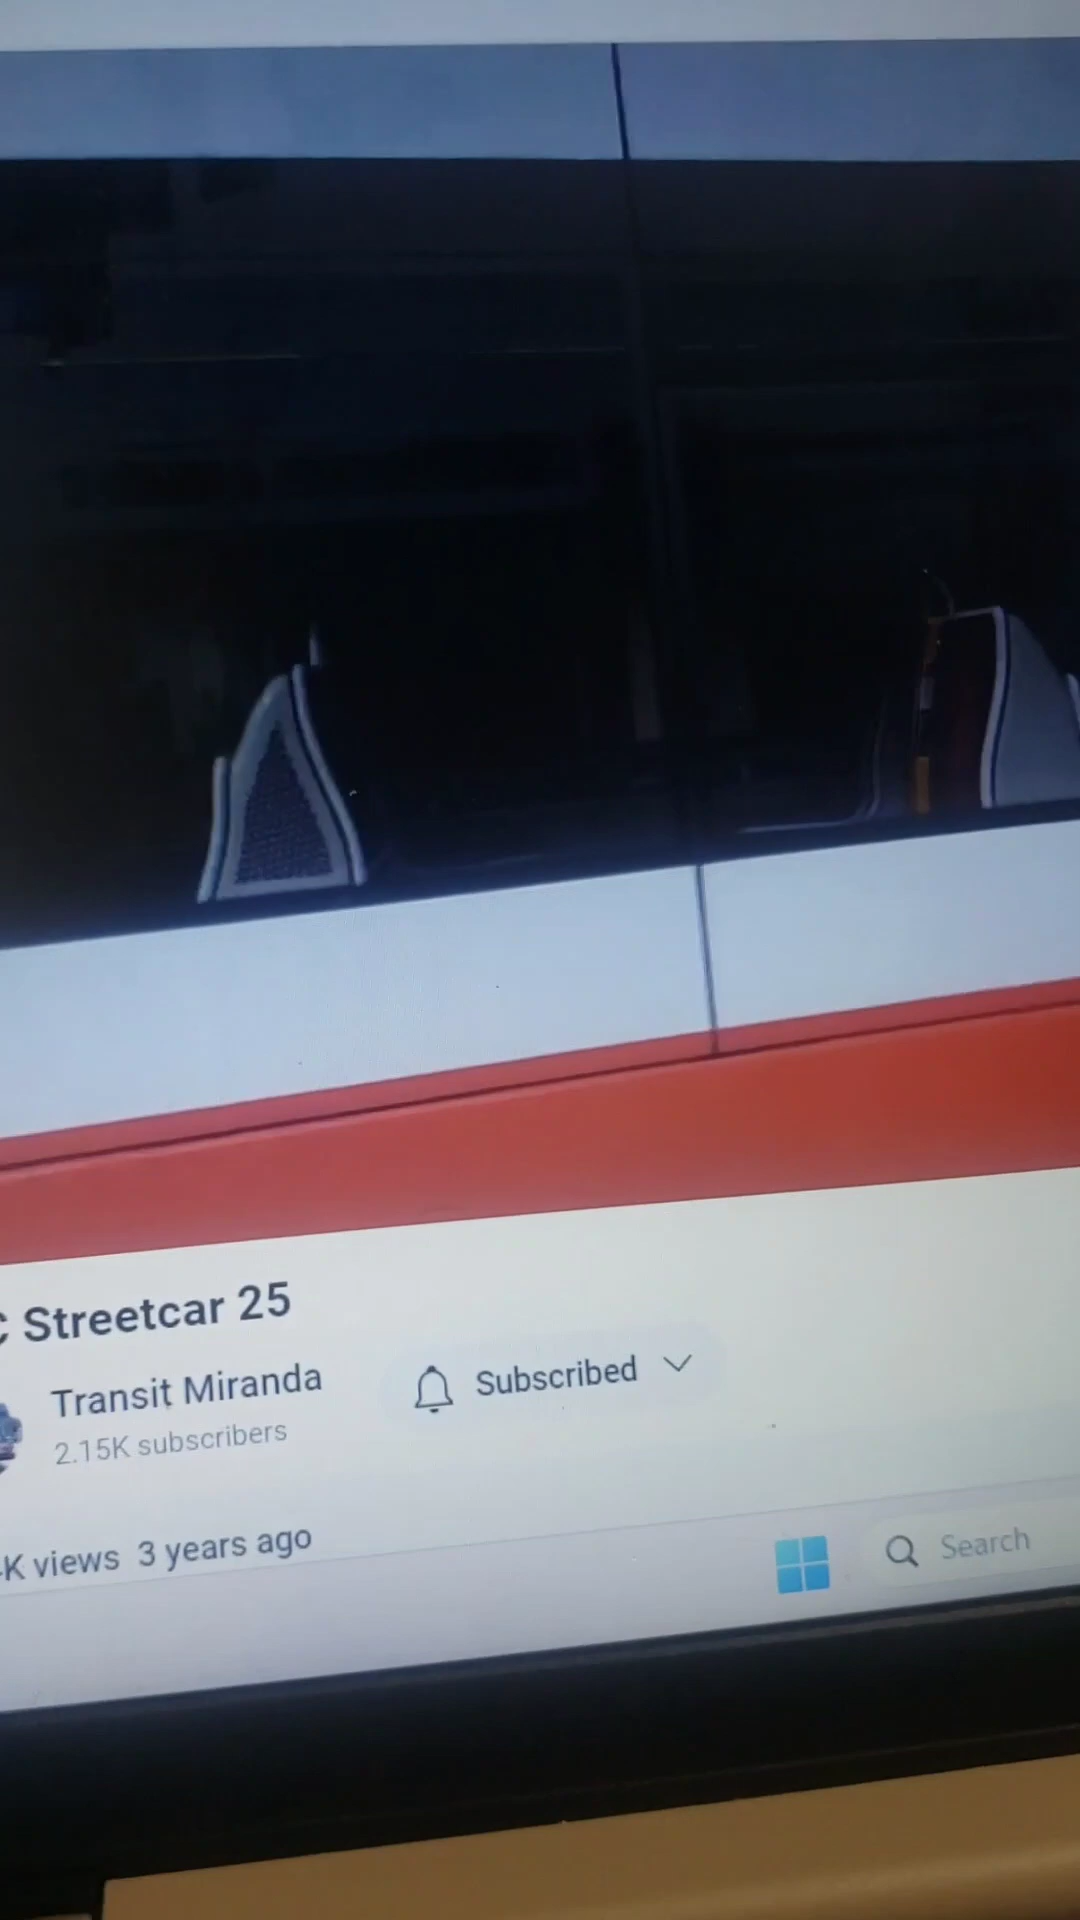 Streetcar 25
Transit Miranda
Subscribed
2.15K subscribers
K views 3 years ago
Search